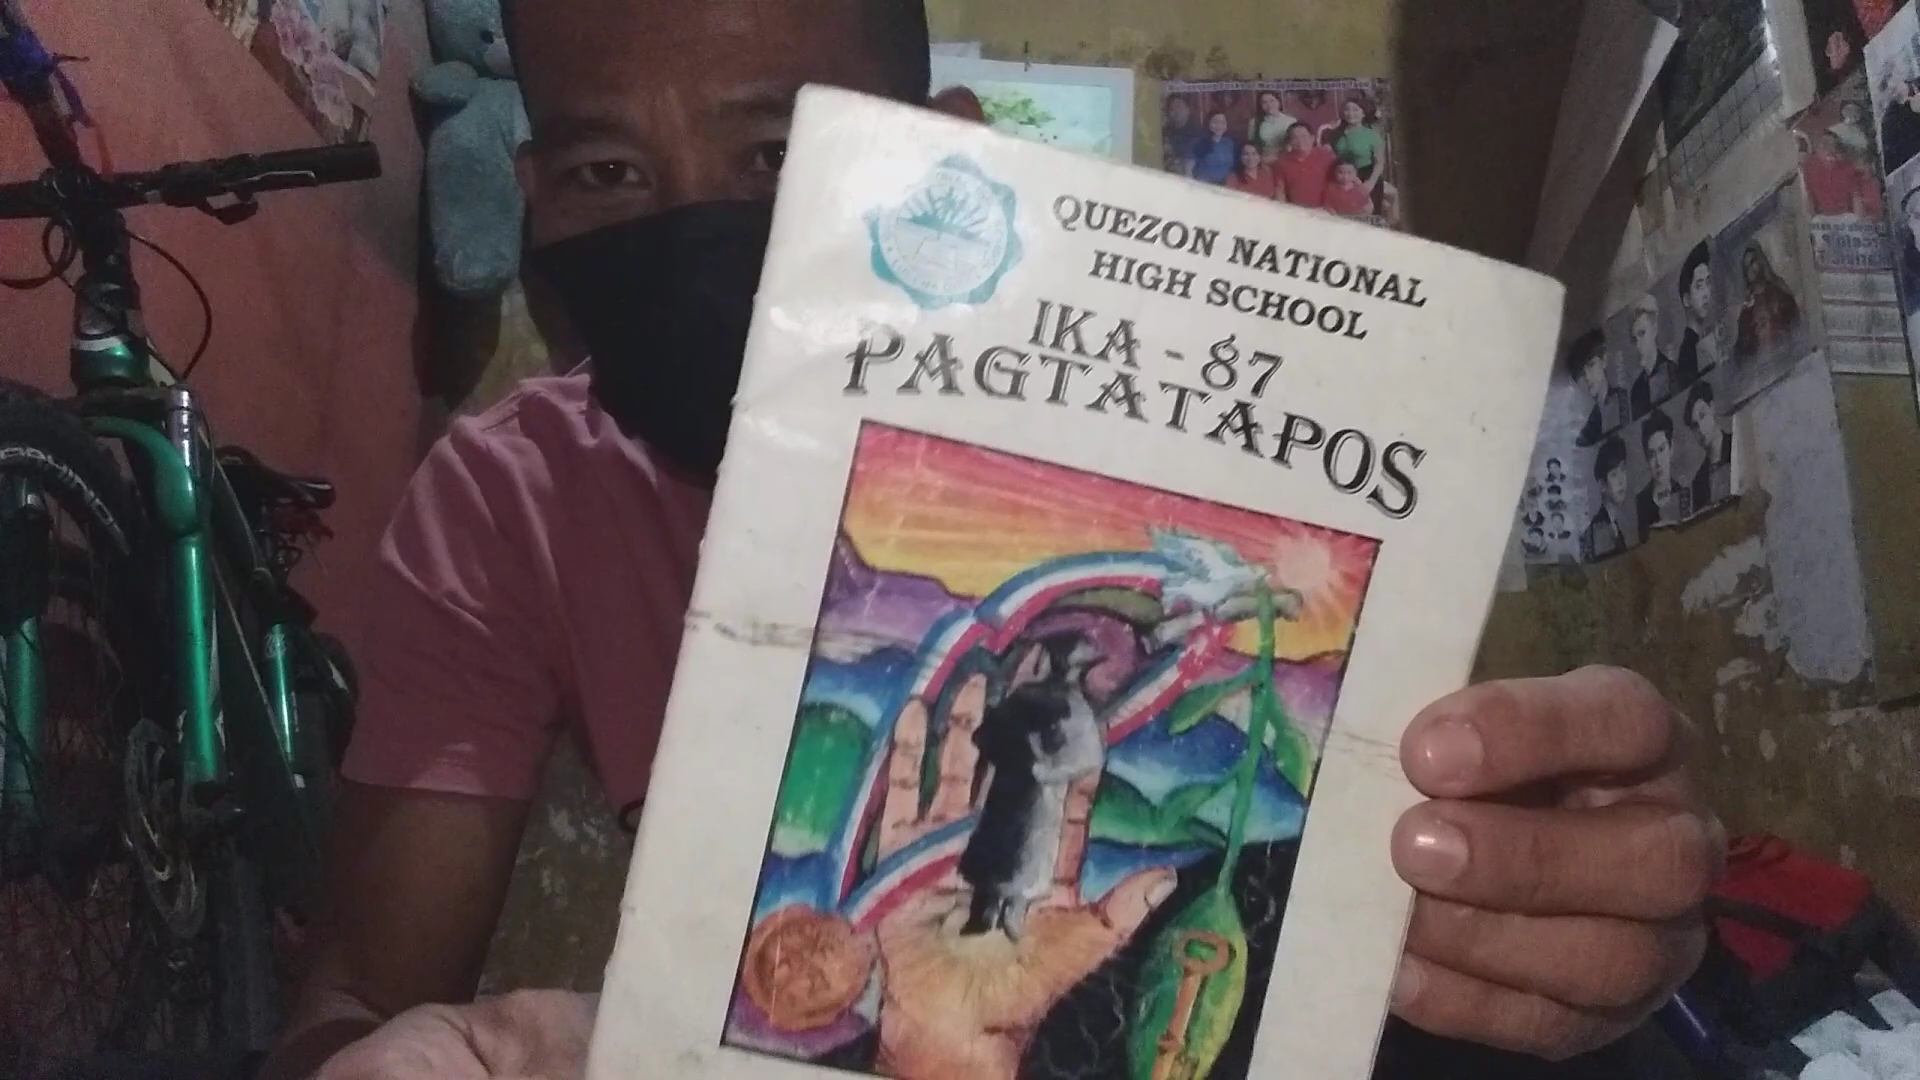 QUEZON NATIONAL
HIGH SCHOOL
IKA - 87
PAGTATAPOS